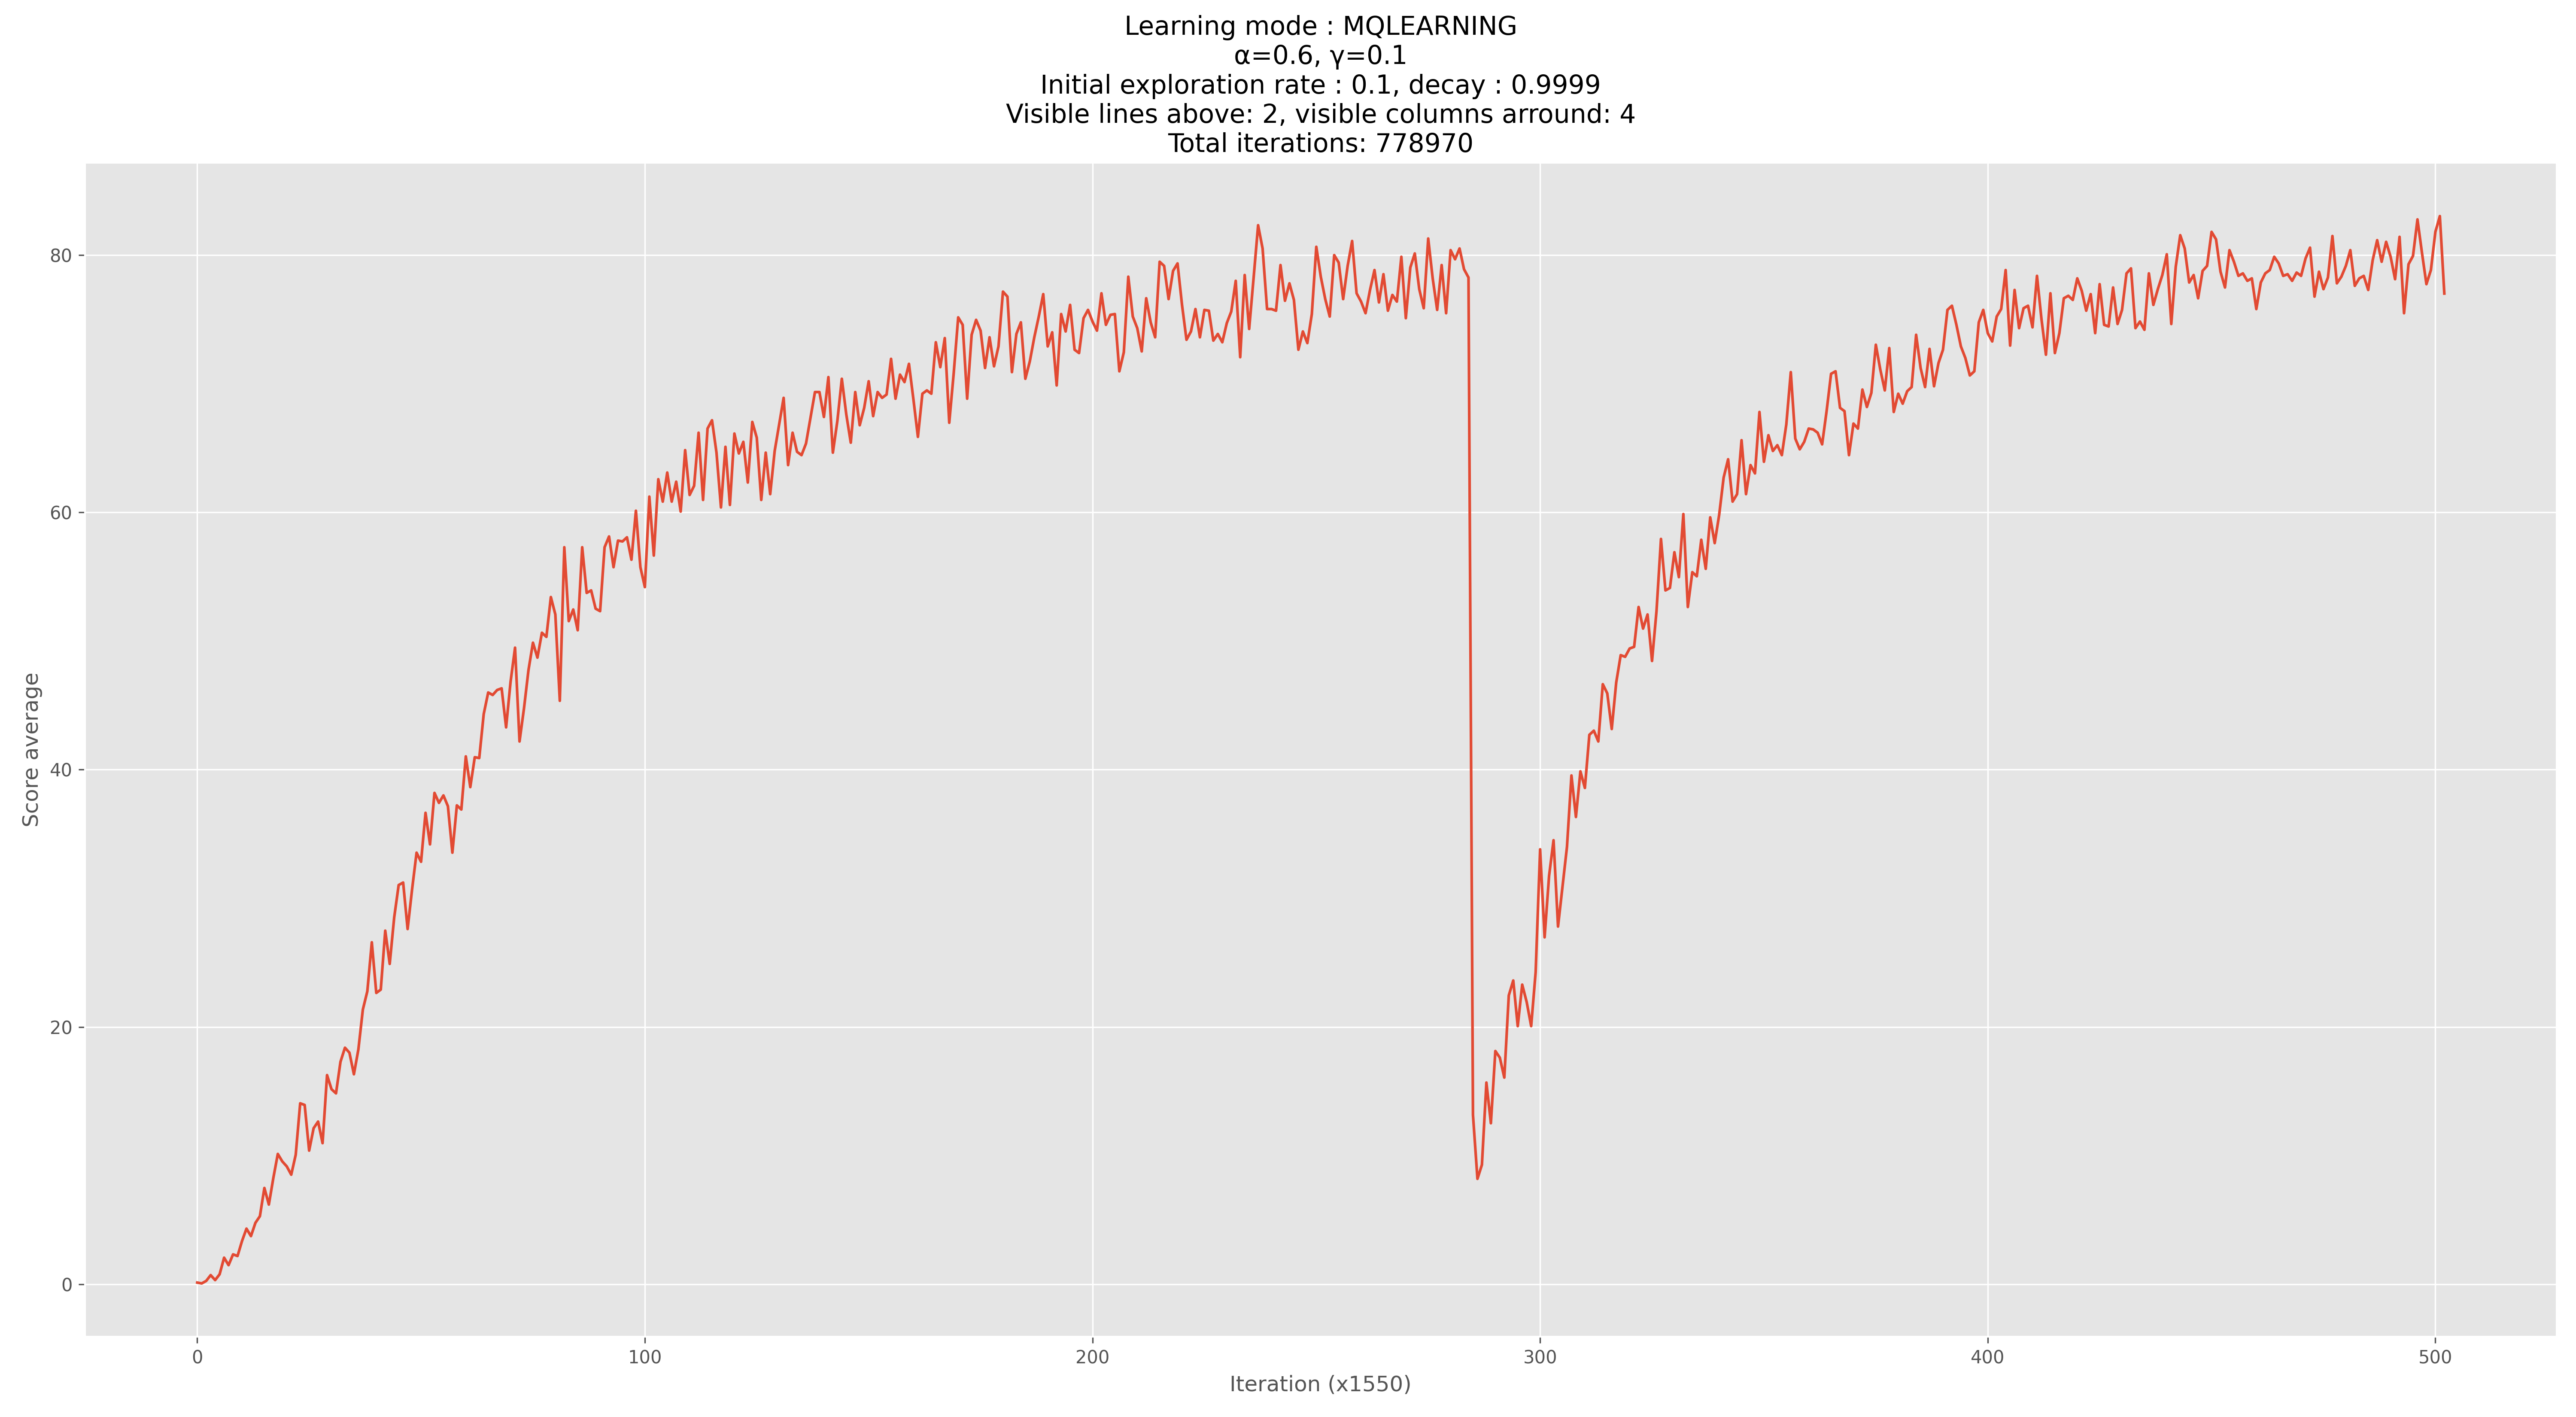 Learning mode : MQLEARNING
α=0.6, γ=0.1
Initial exploration rate : 0.1, decay : 0.9999
Visible lines above: 2, visible columns arround: 4
Total iterations: 778970
80
60
40
20
0
Score average
0 100 200 300 400 500
Iteration (x1550)